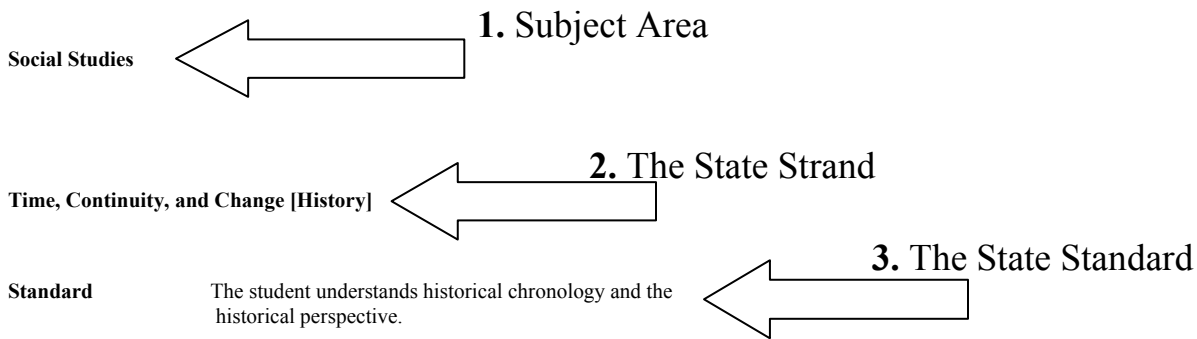 1. Subject Area
Social Studies
2. The State Strand
Time, Continuity, and Change [History]
3. The State Standard
Standard The student understands historical chronology and the
historical perspective.